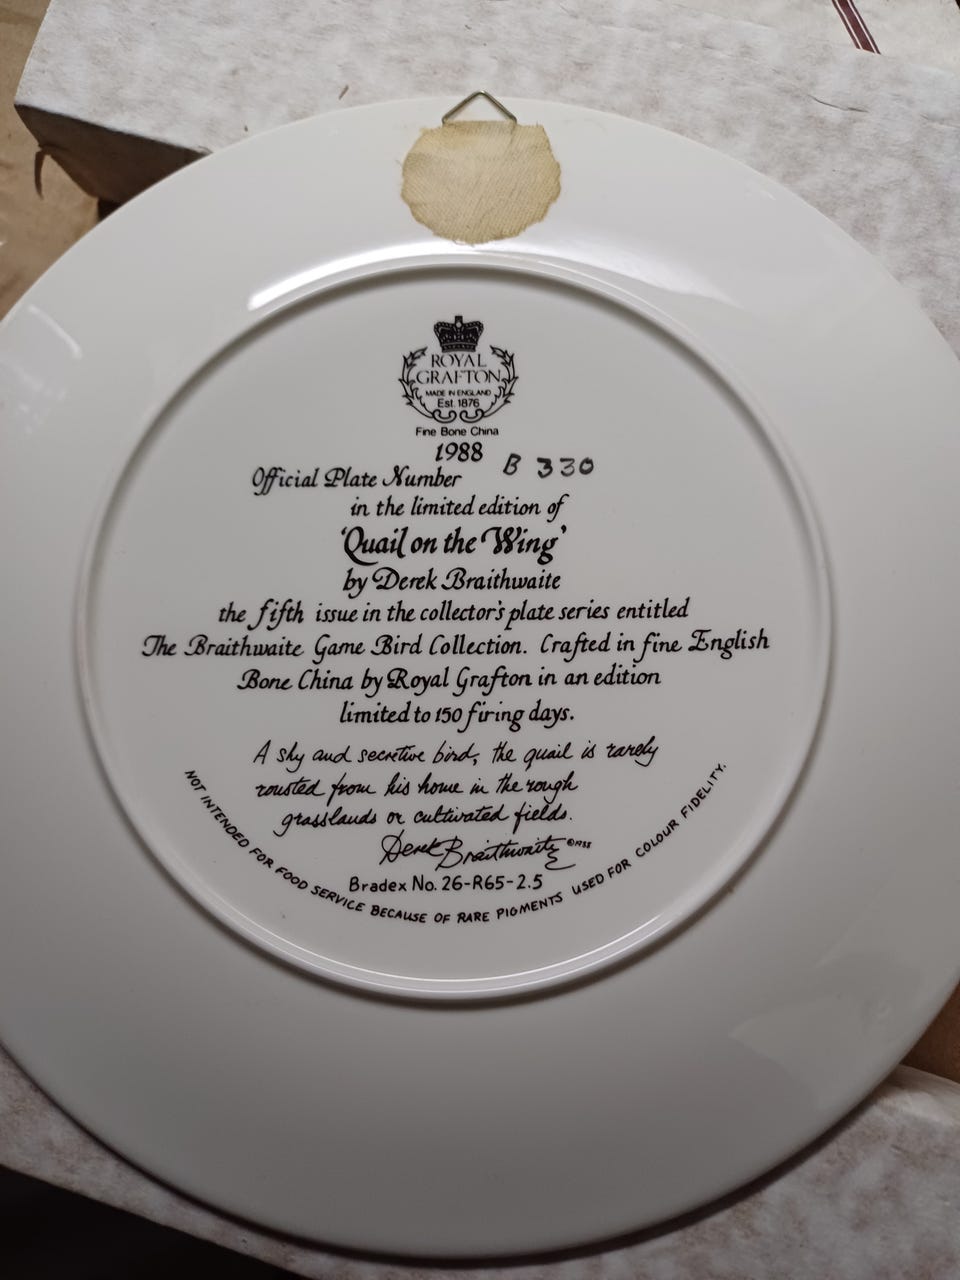 ROYAL
GRAFTON
MADE IN ENGLAND
Est. 1876
Fine Bone China
1988
Official Plate Number B 330
in the limited edition of
'Quail on the Wing'
by Derek Braithwaite
the fifth issue in the collector's plate series entitled
The Braithwaite Game Bird Collection. Crafted in fine English
Bone China by Royal Grafton in an edition
limited to 150 firing days.
A shy and secretive bird, the quail is rarely
rousted from his home in the rough
grasslands or cultivated fields.
Derek Braithwaite © 1988
Bradex No. 26-R65-2.5
NOT INTENDED FOR FOOD SERVICE BECAUSE OF RARE PIGMENTS USED FOR COLOUR FIDELITY.